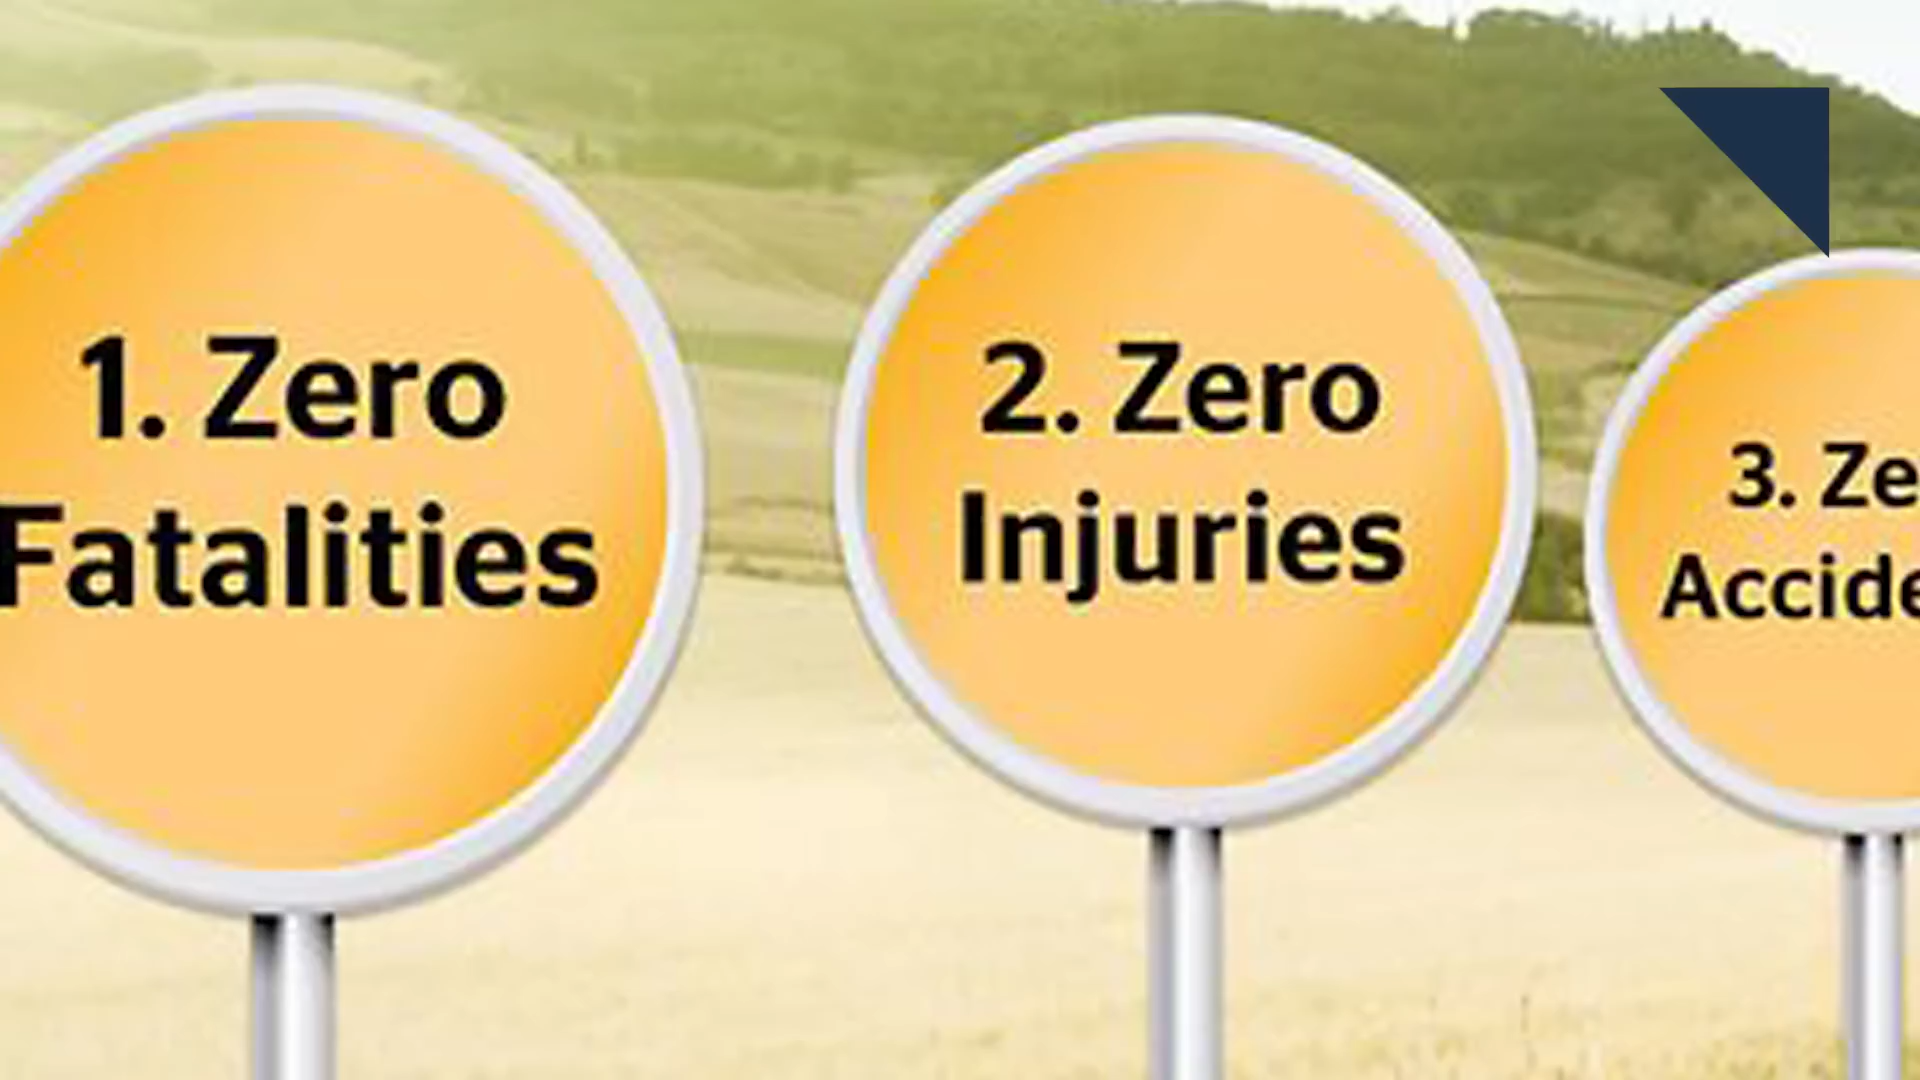 1. Zero
Fatalities
2. Zero
Injuries
3. Ze
Accide